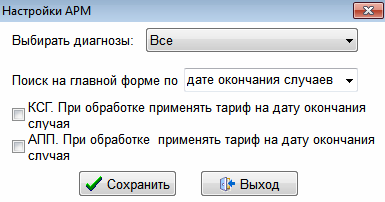 Настройки АРМ
Выбирать диагнозы: Все
Поиск на главной форме по дате окончания случаев
КСГ. При обработке применять тариф на дату окончания
случая
АПП. При обработке применять тариф на дату окончания
случая
Сохранить Выход